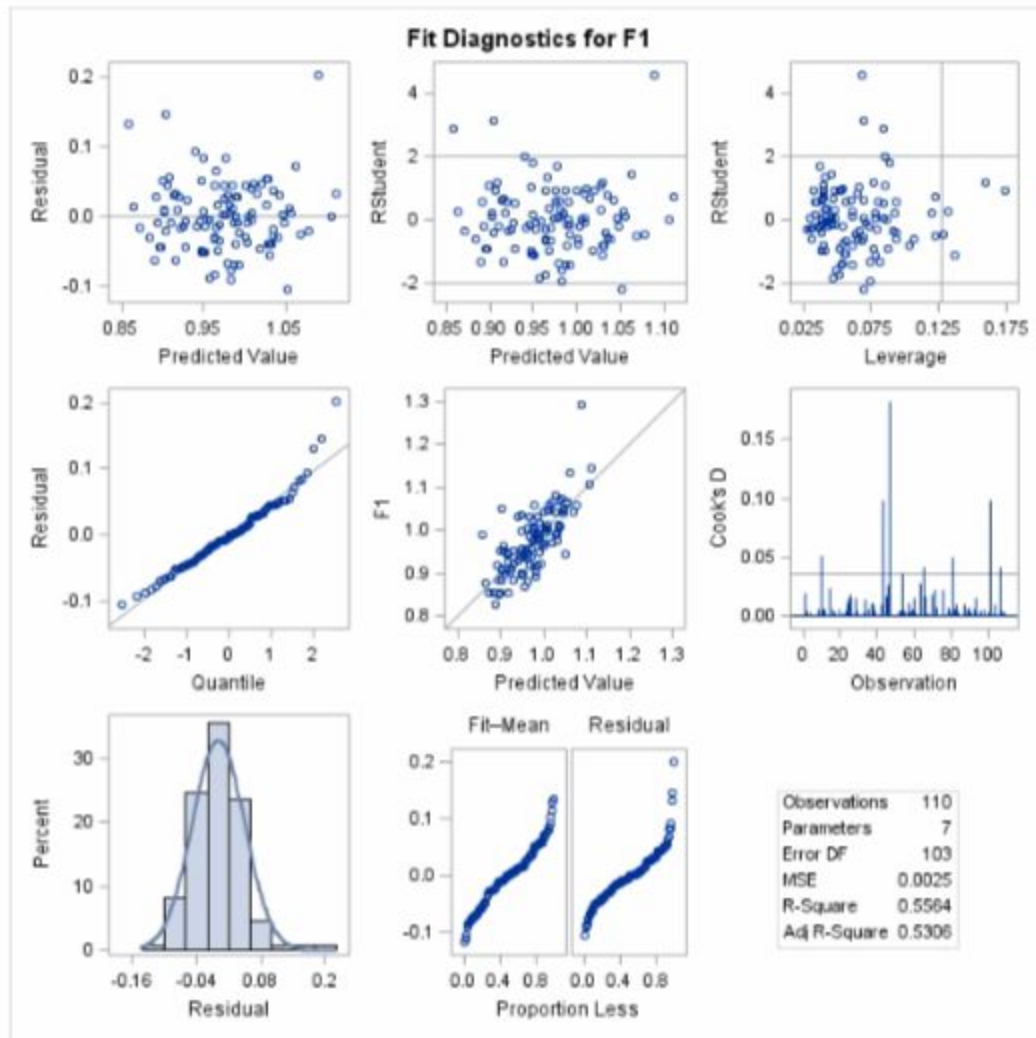 Fit Diagnostics for F1
0.2
0.1
0.0
-0.1
Residual
0.85 0.95 1.05
Predicted Value
4
2
0
-2
RStudent
0.85 0.90 0.95 1.00 1.05 1.10
Predicted Value
4
2
0
-2
RStudent
0.025 0.075 0.125 0.175
Leverage
0.2
0.1
0.0
-0.1
Residual
-2 -1 0 1 2
Quantile
1.3
1.2
1.1
1.0
0.9
0.8
F1
0.8 0.9 1.0 1.1 1.2 1.3
Predicted Value
0.15
0.10
0.05
0.00
Cook's D
0 20 40 60 80 100
Observation
30
20
10
0
Percent
-0.16 -0.04 0.08 0.2
Residual
Fit–Mean Residual
0.2
0.1
0.0
-0.1
0.0 0.4 0.8 0.0 0.4 0.8
Proportion Less
Observations 110
Parameters 7
Error DF 103
MSE 0.0025
R-Square 0.5564
Adj R-Square 0.5306